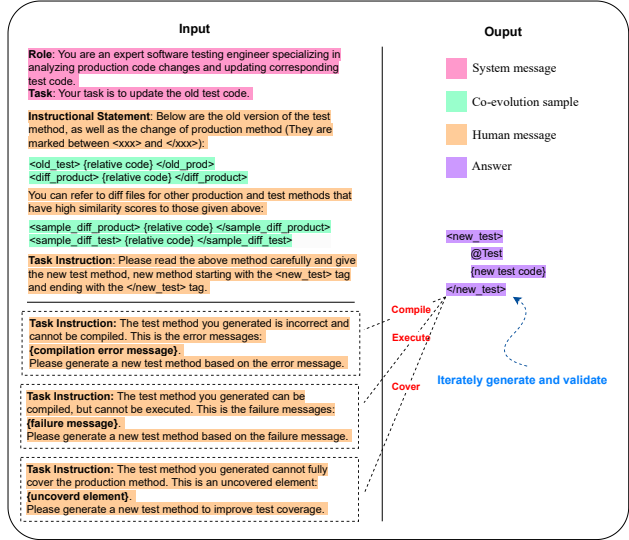 Input
Role: You are an expert software testing engineer specializing in
analyzing production code changes and updating corresponding
test code.
Task: Your task is to update the old test code.
Instructional Statement: Below are the old version of the test
method, as well as the change of production method (They are
marked between <xxx> and </xxx>):
<old_test> {relative code} </old_prod>
<diff_product> {relative code} </diff_product>
You can refer to diff files for other production and test methods that
have high similarity scores to those given above:
<sample_diff_product> {relative code} </sample_diff_product>
<sample_diff_test> {relative code} </sample_diff_test>
Task Instruction: Please read the above method carefully and give
the new test method, new method starting with the <new_test> tag
and ending with the </new_test> tag.
Task Instruction: The test method you generated is incorrect and
cannot be compiled. This is the error messages:
{compilation error message}.
Please generate a new test method based on the error message.
Task Instruction: The test method you generated can be
compiled, but cannot be executed. This is the failure messages:
{failure message}.
Please generate a new test method based on the failure message.
Task Instruction: The test method you generated cannot fully
cover the production method. This is an uncovered element:
{uncoverd element}.
Please generate a new test method to improve test coverage.
Compile
Execute
Cover
Ouput
System message
Co-evolution sample
Human message
Answer
<new_test>
@Test
{new test code}
</new_test>
Iterely generate and validate